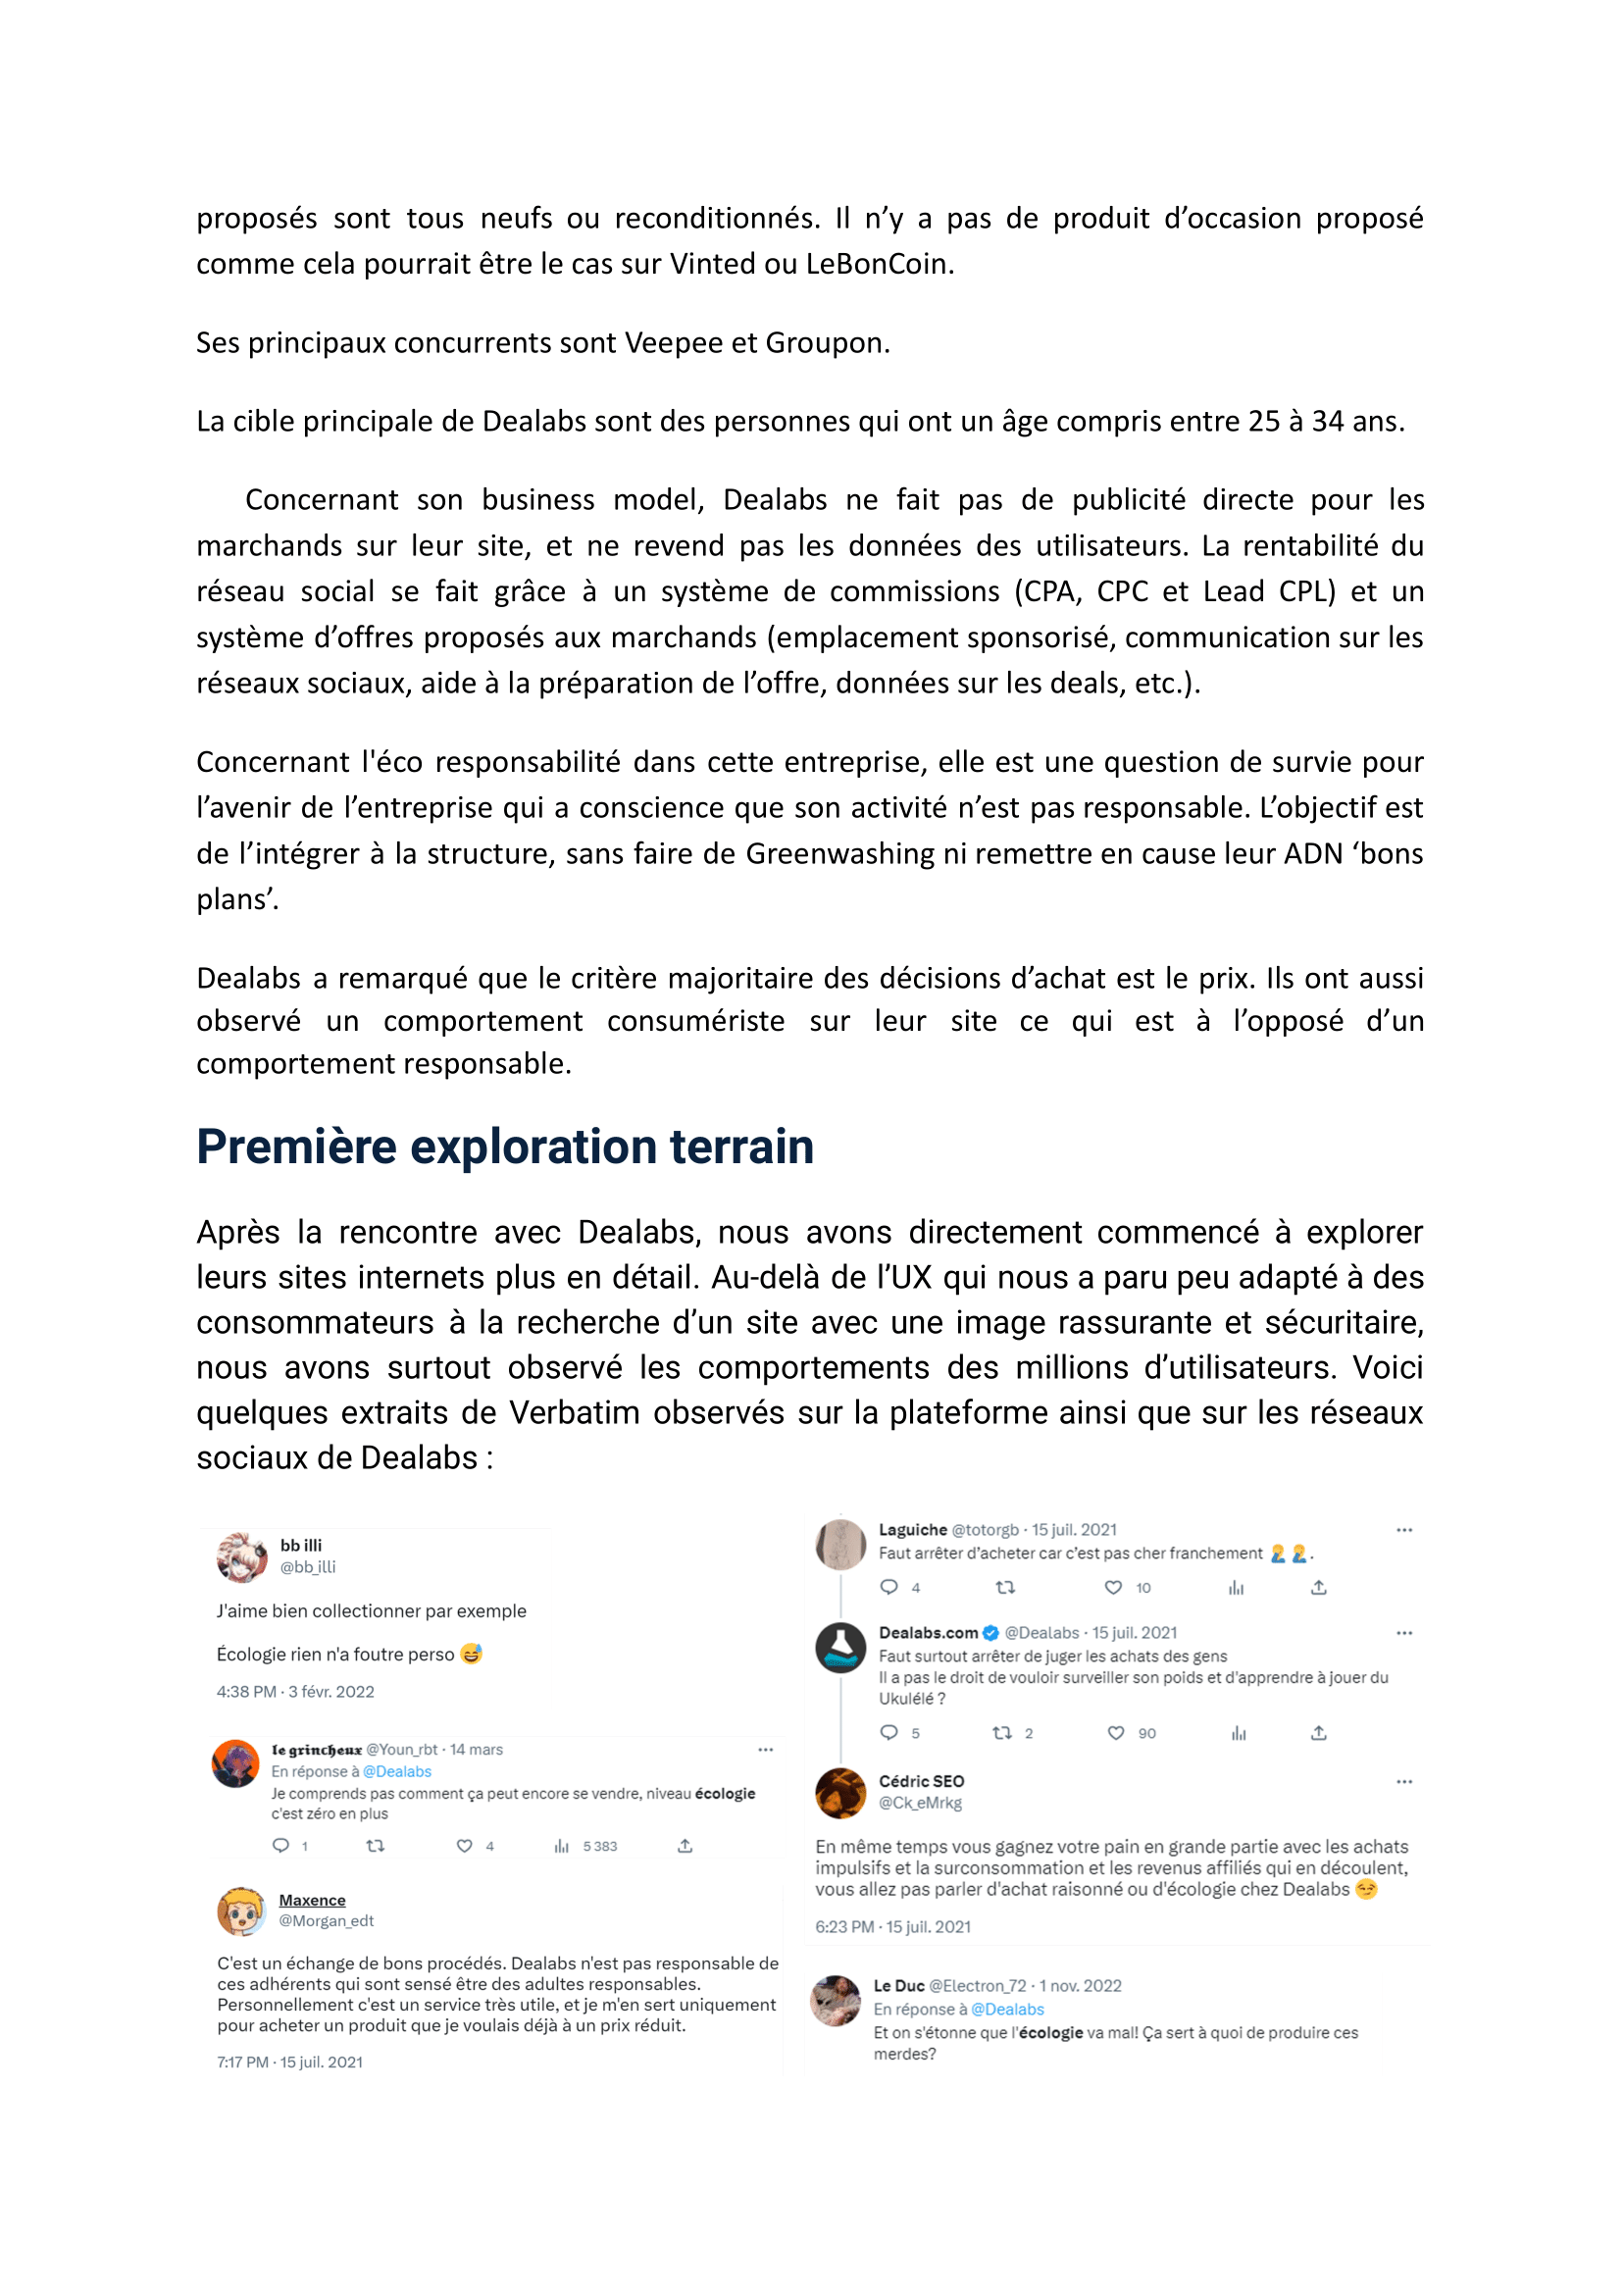 proposés sont tous neufs ou reconditionnés. Il n’y a pas de produit d’occasion proposé
comme cela pourrait être le cas sur Vinted ou LeBonCoin.
Ses principaux concurrents sont Veepee et Groupon.
La cible principale de Dealabs sont des personnes qui ont un âge compris entre 25 à 34 ans.
Concernant son business model, Dealabs ne fait pas de publicité directe pour les
marchands sur leur site, et ne revend pas les données des utilisateurs. La rentabilité du
réseau social se fait grâce à un système de commissions (CPA, CPC et Lead CPL) et un
système d’offres proposés aux marchands (emplacement sponsorisé, communication sur les
réseaux sociaux, aide à la préparation de l’offre, données sur les deals, etc.).
Concernant l'éco responsabilité dans cette entreprise, elle est une question de survie pour
l’avenir de l’entreprise qui a conscience que son activité n’est pas responsable. L’objectif est
de l’intégrer à la structure, sans faire de Greenwashing ni remettre en cause leur ADN ‘bons
plans’.
Dealabs a remarqué que le critère majoritaire des décisions d’achat est le prix. Ils ont aussi
observé un comportement consumériste sur leur site ce qui est à l’opposé d’un
comportement responsable.
Première exploration terrain
Après la rencontre avec Dealabs, nous avons directement commencé à explorer
leurs sites internets plus en détail. Au-delà de l’UX qui nous a paru peu adapté à des
consommateurs à la recherche d’un site avec une image rassurante et sécuritaire,
nous avons surtout observé les comportements des millions d’utilisateurs. Voici
quelques extraits de Verbatim observés sur la plateforme ainsi que sur les réseaux
sociaux de Dealabs :
bb illi
@bb_illi
J'aime bien collectionner par exemple
Écologie rien n'a foutre perso 😅
4:38 PM · 3 févr. 2022
le grincheux @Youn_rbt · 14 mars
En réponse à @Dealabs
Je comprends pas comment ça peut encore se vendre, niveau écologie
c'est zéro en plus
1 4 5 383
Maxence
@Morgan_edt
C'est un échange de bons procédés. Dealabs n'est pas responsable de
ces adhérents qui sont sensé être des adultes responsables.
Personnellement c'est un service très utile, et je m'en sert uniquement
pour acheter un produit que je voulais déjà à un prix réduit.
7:17 PM · 15 juil. 2021
Laguiche @totorgb · 15 juil. 2021
Faut arrêter d’acheter car c’est pas cher franchement 🤦‍♂️🤦‍♂️.
4 10
Dealabs.com @Dealabs · 15 juil. 2021
Faut surtout arrêter de juger les achats des gens
Il a pas le droit de vouloir surveiller son poids et d'apprendre à jouer du
Ukulélé ?
5 2 90
Cédric SEO
@Ck_eMrkg
En même temps vous gagnez votre pain en grande partie avec les achats
impulsifs et la surconsommation et les revenus affiliés qui en découlent,
vous allez pas parler d'achat raisonné ou d'écologie chez Dealabs 😏
6:23 PM · 15 juil. 2021
Le Duc @Electron_72 · 1 nov. 2022
En réponse à @Dealabs
Et on s'étonne que l'écologie va mal! Ça sert à quoi de produire ces
merdes?